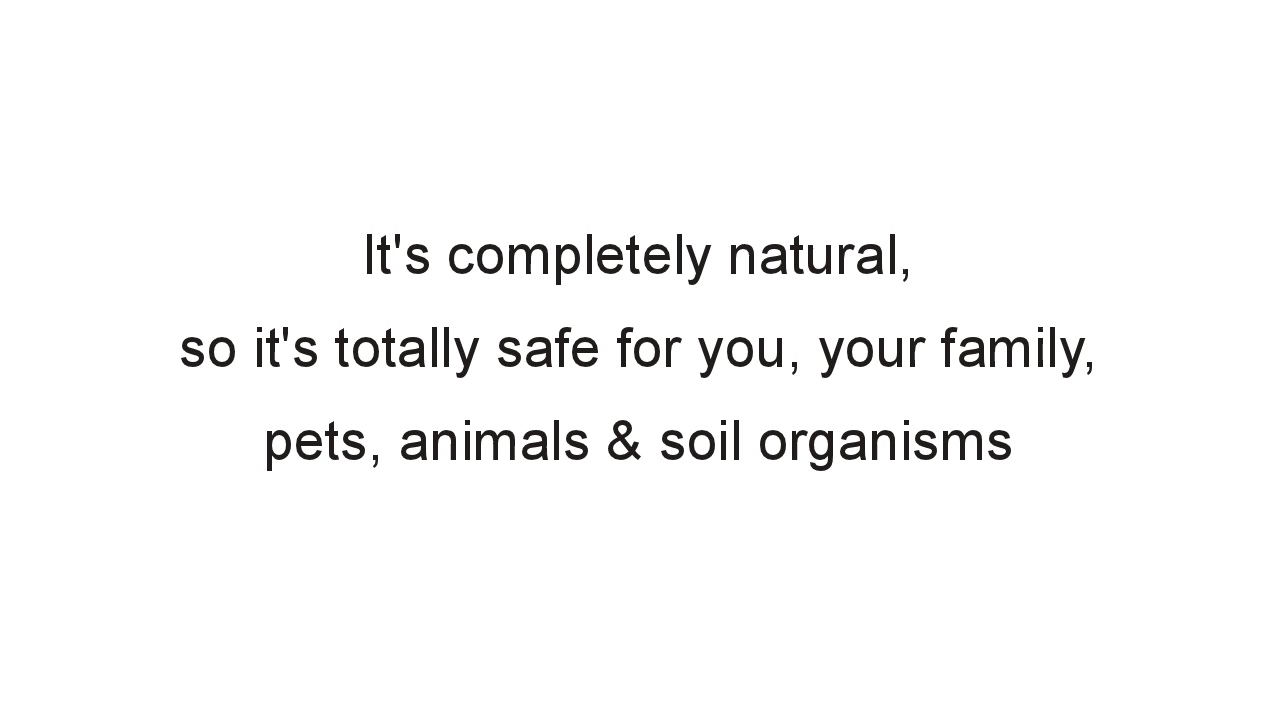 It's completely natural,
so it's totally safe for you, your family,
pets, animals & soil organisms